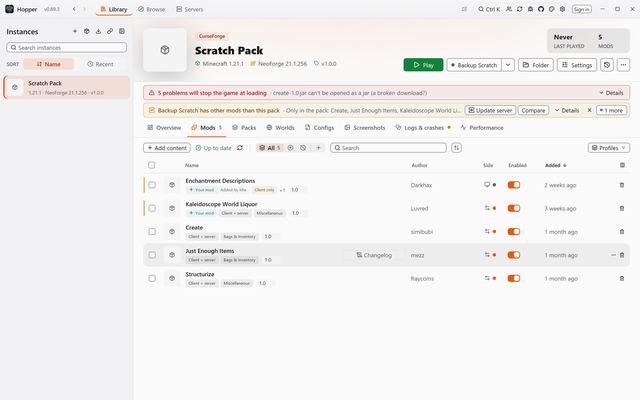 Hopper v0.89.3 Library Browse Servers Ctrl K Sign in
Instances
Search instances
SORT Name Recent
Scratch Pack
1.21.1 · NeoForge 21.1.256 · v1.0.0
CurseForge
Scratch Pack
Minecraft 1.21.1 NeoForge 21.1.256 v1.0.0
Never
LAST PLAYED
5
MODS
Play Backup Scratch Folder Settings
5 problems will stop the game at loading · create-1.0.jar can't be opened as a jar (a broken download?) Details
Backup Scratch has other mods than this pack · Only in the pack: Create, Just Enough Items, Kaleidoscope World Li... Update server Compare Details 1 more
Overview Mods 5 Packs Worlds Configs Screenshots Logs & crashes Performance
Add content Up to date All 5 Search Profiles
Name Author Side Enabled Added
Enchantment Descriptions
Your mod Client only +1 1.0
Darkhax 2 weeks ago
Kaleidoscope World Liquor
Your mod Client + server Miscellaneous 1.0
Luvred 3 weeks ago
Create
Client + server Bags & Inventory 1.0
simibubi 1 month ago
Just Enough Items
Client + server Bags & Inventory 1.0
Changelog mezz 1 month ago
Structurize
Client + server Miscellaneous 1.0
Raycoms 1 month ago